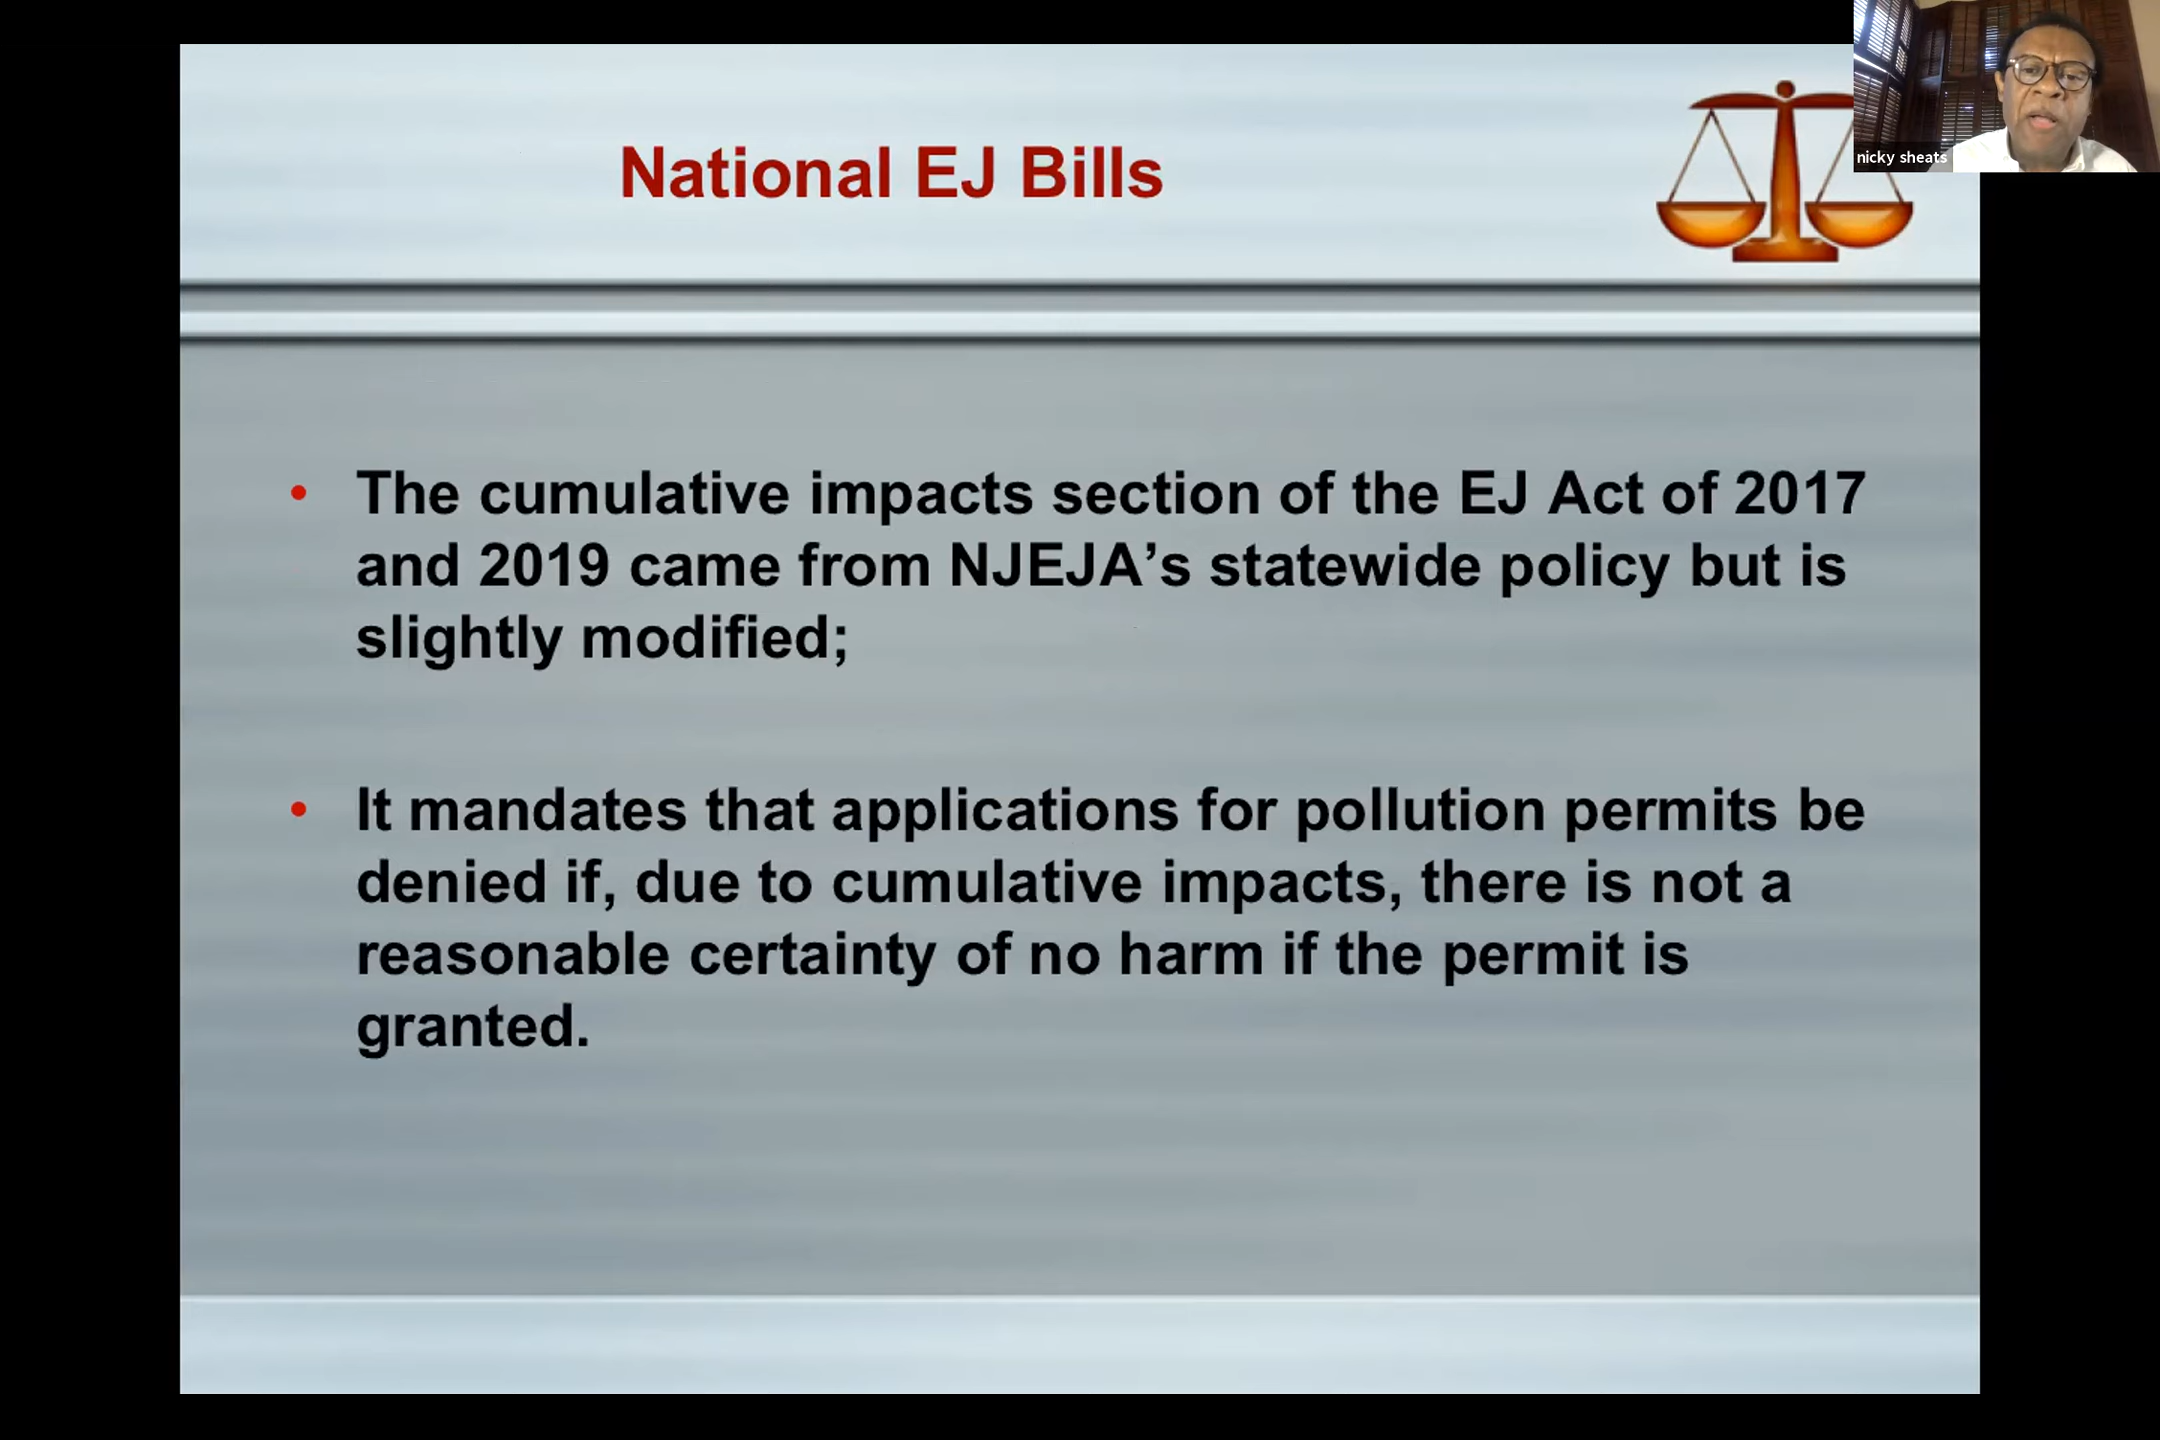 National EJ Bills
nicky sheats
• The cumulative impacts section of the EJ Act of 2017
and 2019 came from NJEJA’s statewide policy but is
slightly modified;
• It mandates that applications for pollution permits be
denied if, due to cumulative impacts, there is not a
reasonable certainty of no harm if the permit is
granted.